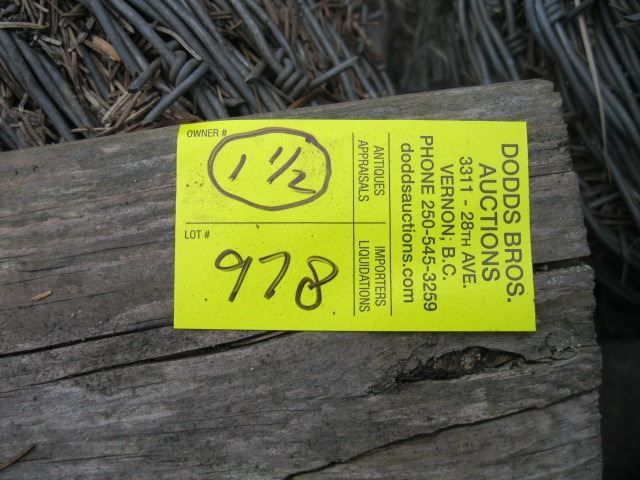 DODDS BROS.
AUCTIONS
3311 - 28TH AVE.
VERNON, B.C.
PHONE 250-545-3259
doddsauctions.com
ANTIQUES
APPRAISALS
IMPORTERS
LIQUIDATIONS
OWNER #
1 1/2
LOT #
978